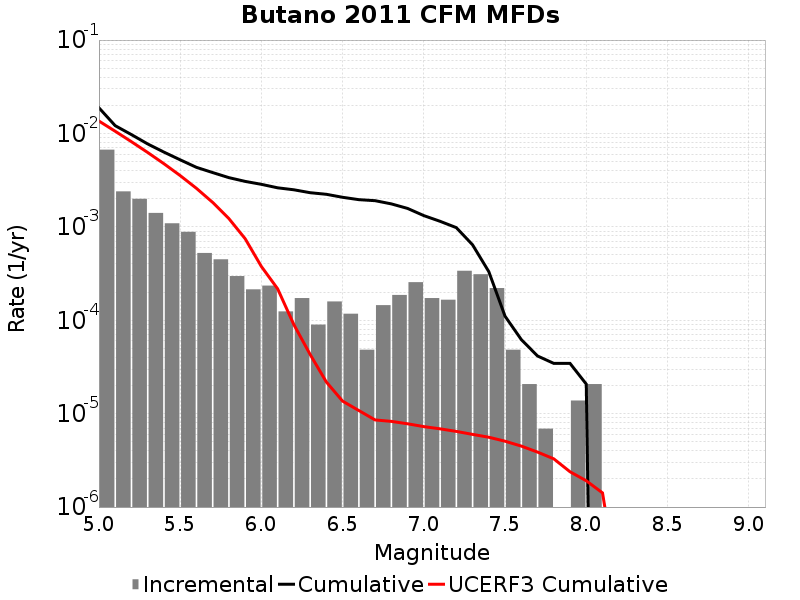 Butano 2011 CFM MFDs
10-1
10-2
10-3
10-4
10-5
10-6
Rate (1/yr)
5.0 5.5 6.0 6.5 7.0 7.5 8.0 8.5 9.0
Magnitude
Incremental Cumulative UCERF3 Cumulative